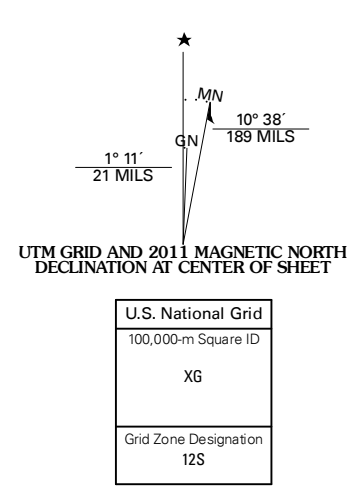 ★
MN
10° 38´
189 MILS
GN
1° 11´
21 MILS
UTM GRID AND 2011 MAGNETIC NORTH
DECLINATION AT CENTER OF SHEET
U.S. National Grid
100,000-m Square ID
XG
Grid Zone Designation
12S